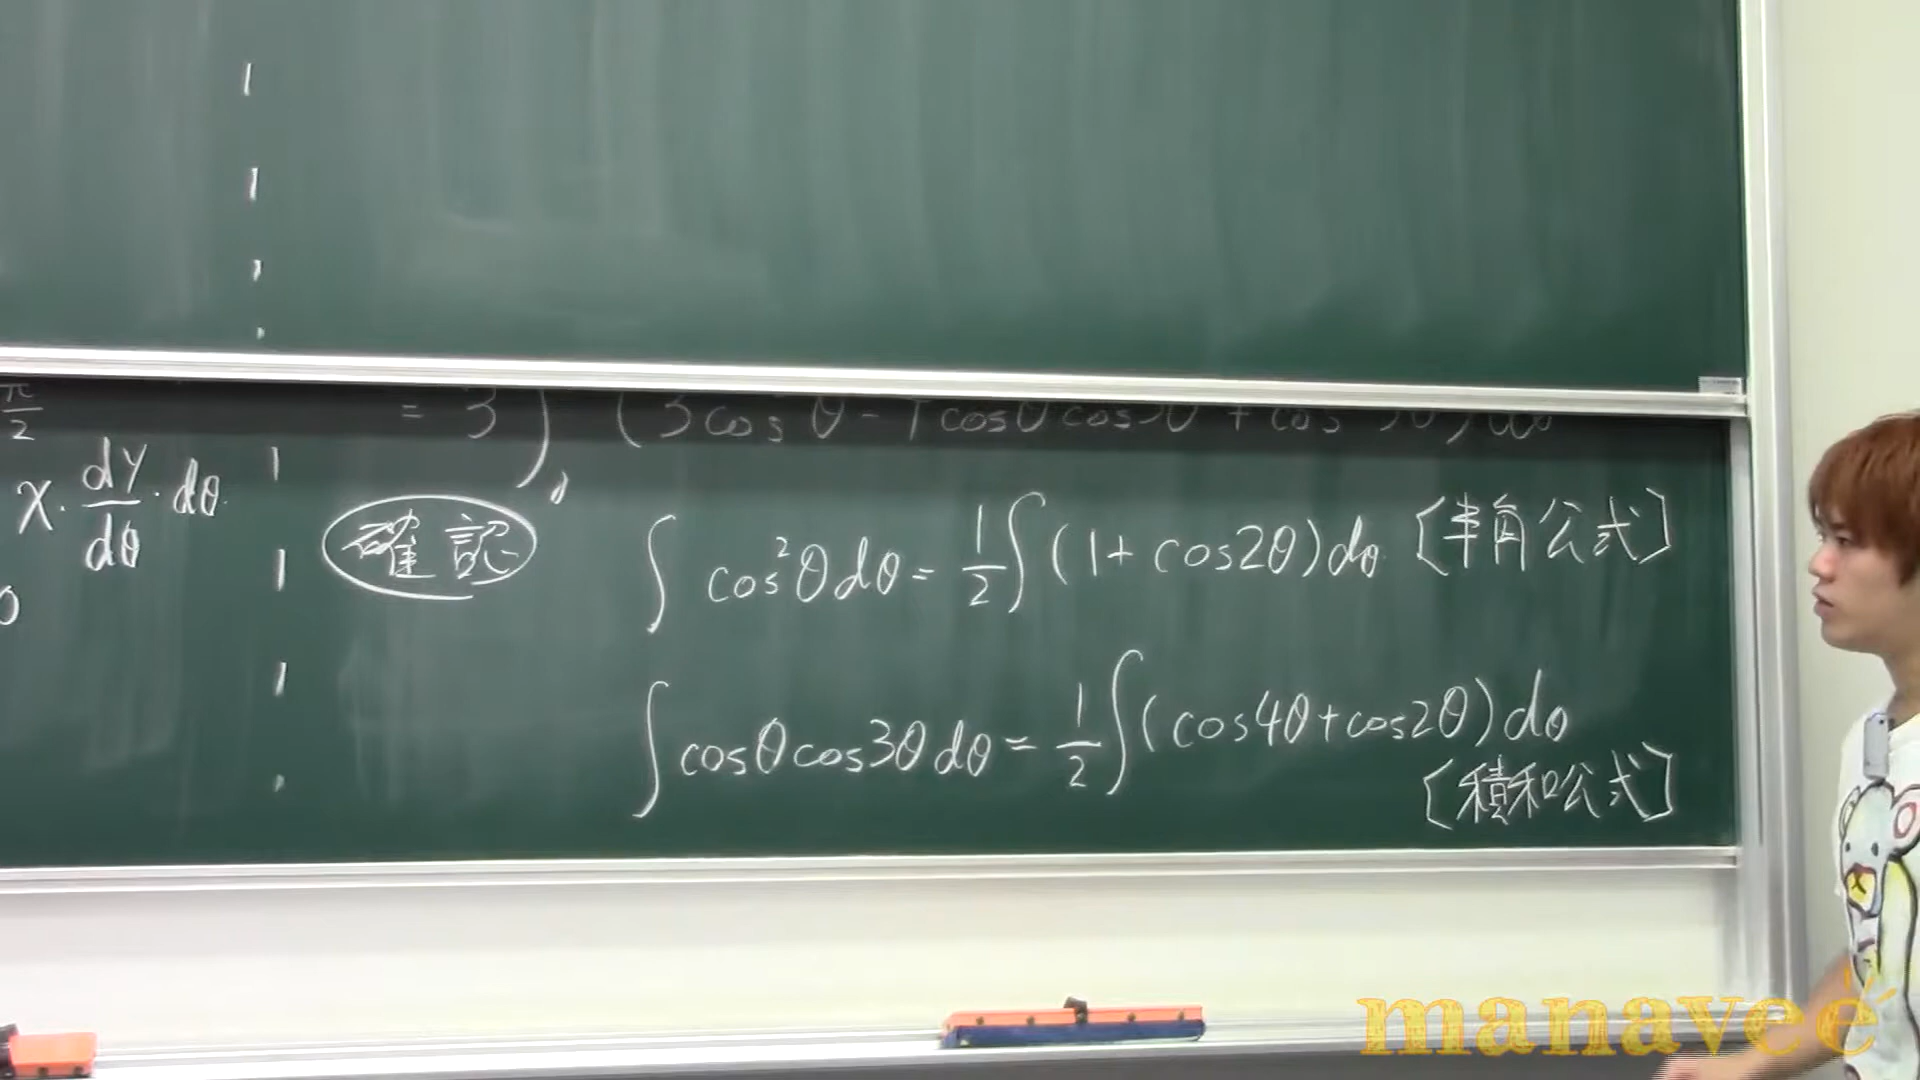 π/2
x・dy/dθ・dθ
0
確認
∫cos²θdθ = 1/2∫(1+cos2θ)dθ 〔半角公式〕
∫cosθcos3θdθ = 1/2∫(cos4θ+cos2θ)dθ
〔積和公式〕
manavee